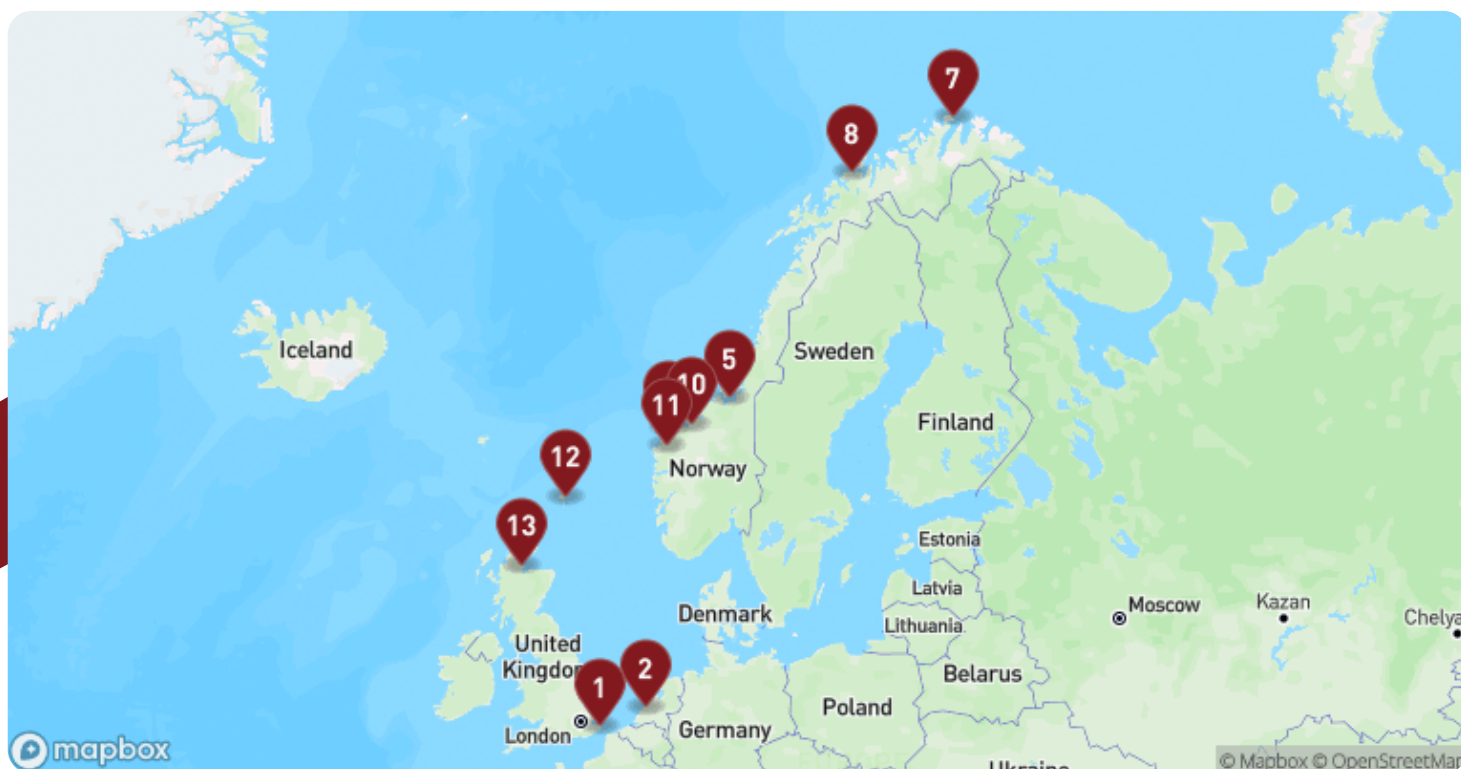 7
8
Iceland
Sweden
5
10
11
Finland
Norway
12
13
Estonia
Latvia
Denmark
Lithuania
Moscow
Kazan
United
Kingdom
2
1
Belarus
Poland
London
Germany
mapbox
© Mapbox © OpenStreetMap